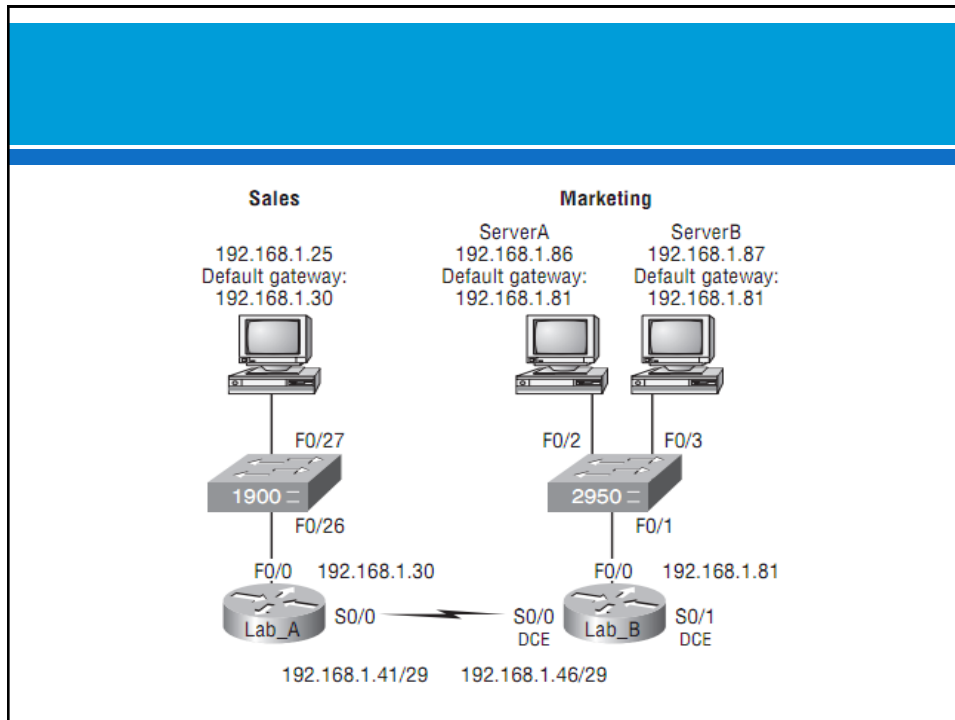 Sales
Marketing
192.168.1.25
Default gateway:
192.168.1.30
ServerA
192.168.1.86
Default gateway:
192.168.1.81
ServerB
192.168.1.87
Default gateway:
192.168.1.81
F0/27
1900
F0/26
F0/2
F0/3
2950
F0/1
F0/0
192.168.1.30
Lab_A
S0/0
F0/0
192.168.1.81
S0/0
DCE
Lab_B
S0/1
DCE
192.168.1.41/29
192.168.1.46/29